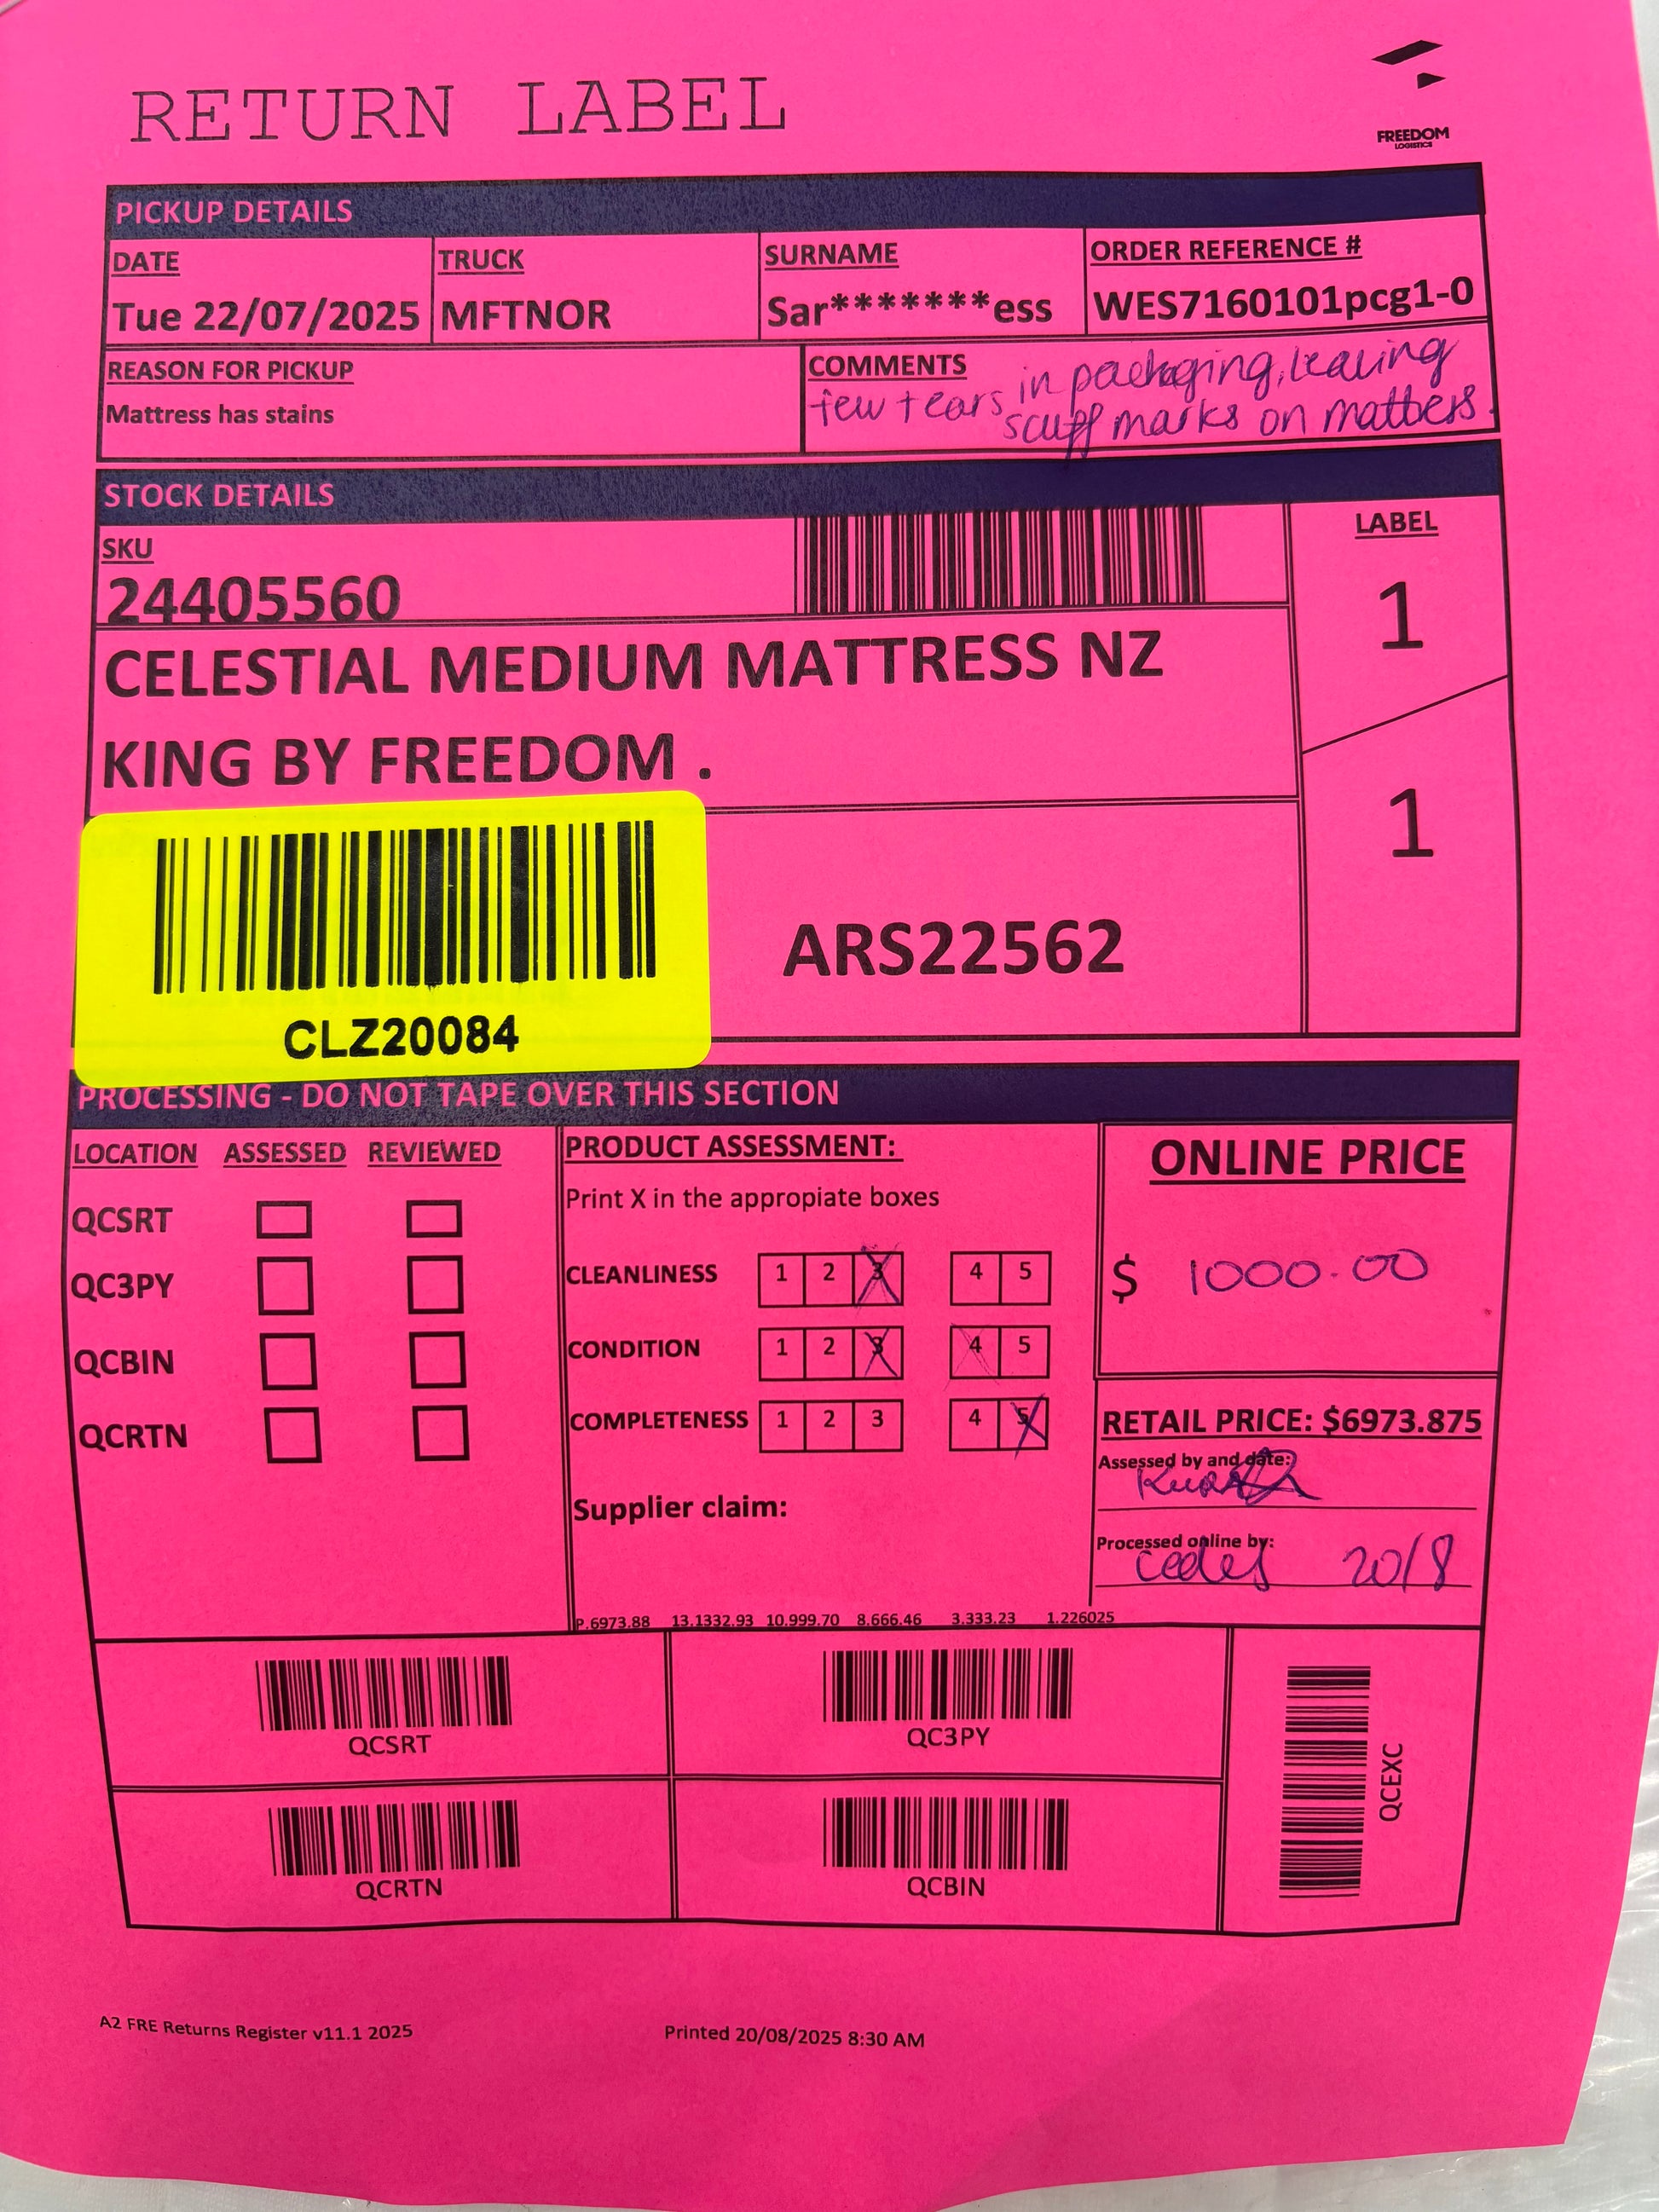 RETURN LABEL
FREEDOM
LOGISTICS
PICKUP DETAILS
DATE TRUCK SURNAME ORDER REFERENCE #
Tue 22/07/2025 MFTNOR Sar*******ess WES7160101pcg1-0
REASON FOR PICKUP
Mattress has stains
COMMENTS
few tears in packaging, leaving
scuff marks on matters.
STOCK DETAILS
SKU
24405560
LABEL
1
1
CELESTIAL MEDIUM MATTRESS NZ
KING BY FREEDOM .
CLZ20084
ARS22562
PROCESSING - DO NOT TAPE OVER THIS SECTION
LOCATION ASSESSED REVIEWED
QCSRT
QC3PY
QCBIN
QCRTN
PRODUCT ASSESSMENT:
Print X in the appropiate boxes
CLEANLINESS 1 2 3 4 5
CONDITION 1 2 3 4 5
COMPLETENESS 1 2 3 4 5
Supplier claim:
ONLINE PRICE
$ 1000.00
RETAIL PRICE: $6973.875
Assessed by and date:
Processed online by:
cedes 20/8
P.6973.88 13.1332.93 10.999.70 8.666.46 3.333.23 1.226025
QCSRT
QC3PY
QCRTN
QCBIN
QCEXC
A2 FRE Returns Register v11.1 2025
Printed 20/08/2025 8:30 AM